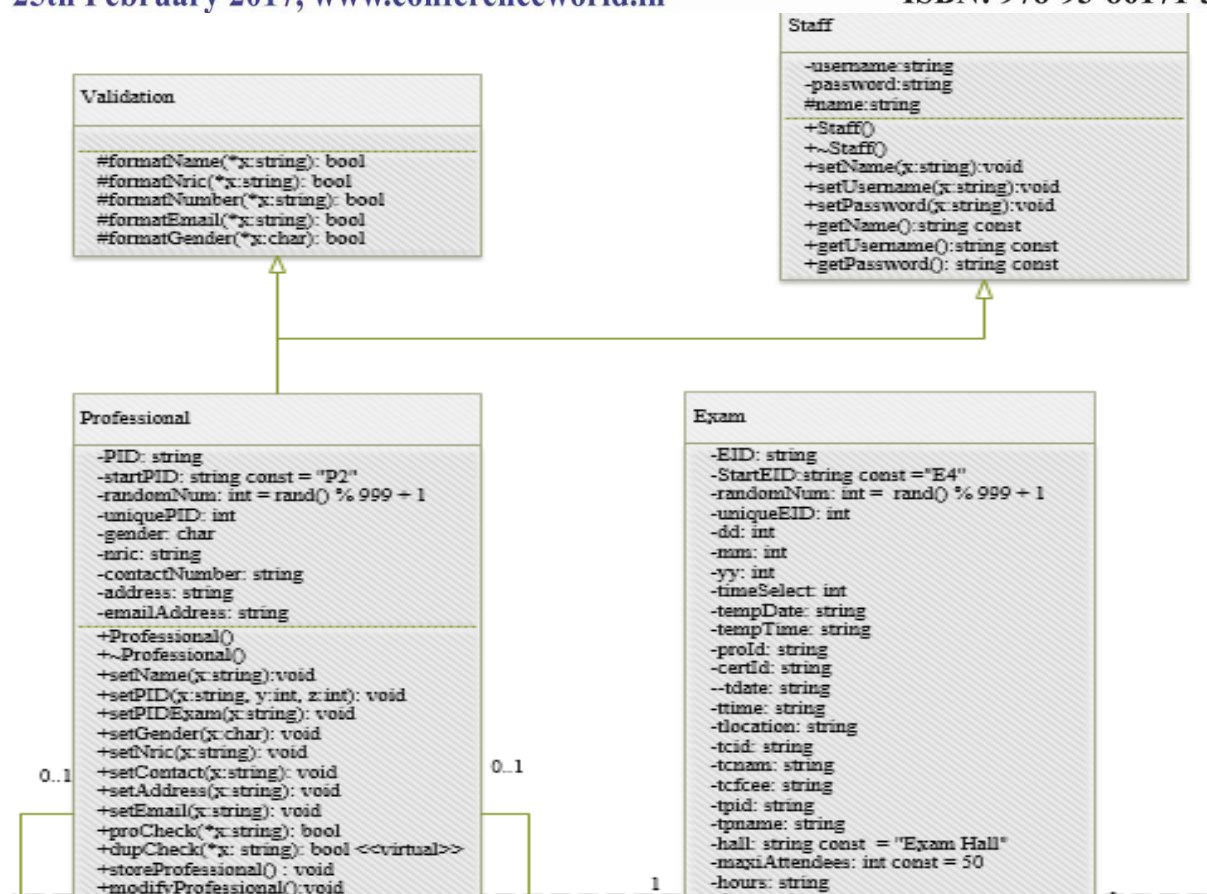 25th February 2017, www.conferenceworld.in
Staff
-username:string
-password:string
#name:string
+Staff()
+~Staff()
+setName(x:string):void
+setUsername(x:string):void
+setPassword(x:string):void
+getName():string const
+getUsername():string const
+getPassword(): string const
Validation
#formatName(*x:string): bool
#formatNric(*x:string): bool
#formatNumber(*x:string): bool
#formatEmail(*x:string): bool
#formatGender(*x:char): bool
Professional
-PID: string
-startPID: string const = "P2"
-randomNum: int = rand() % 999 + 1
-uniquePID: int
-gender: char
-nric: string
-contactNumber: string
-address: string
-emailAddress: string
+Professional()
+~Professional()
+setName(x:string):void
+setPID(x:string, y:int, z:int): void
+setPIDExam(x:string): void
+setGender(x:char): void
+setNric(x:string): void
+setContact(x:string): void
+setAddress(x:string): void
+setEmail(x:string): void
+proCheck(*x:string): bool
+dupCheck(*x: string): bool <<virtual>>
+storeProfessional() : void
+modifyProfessional():void
0..1
0..1
Exam
-EID: string
-StartEID:string const ="E4"
-randomNum: int = rand() % 999 + 1
-uniqueEID: int
-dd: int
-mm: int
-yy: int
-timeSelect: int
-tempDate: string
-tempTime: string
-proId: string
-certId: string
--tdate: string
-ttime: string
-tlocation: string
-tcid: string
-tcnam: string
-tcfcee: string
-tpid: string
-tpname: string
-hall: string const = "Exam Hall"
-maxiAttendees: int const = 50
-hours: string
1